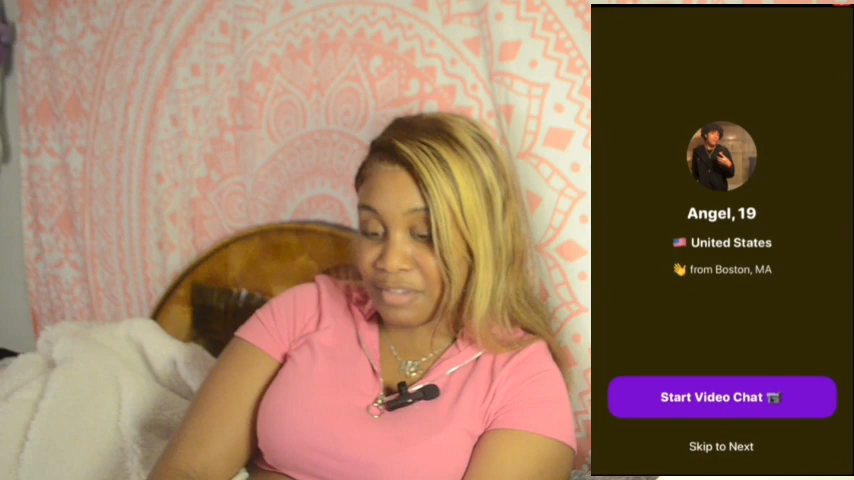 Angel, 19
🇺🇸 United States
👋 from Boston, MA
Start Video Chat 📹
Skip to Next